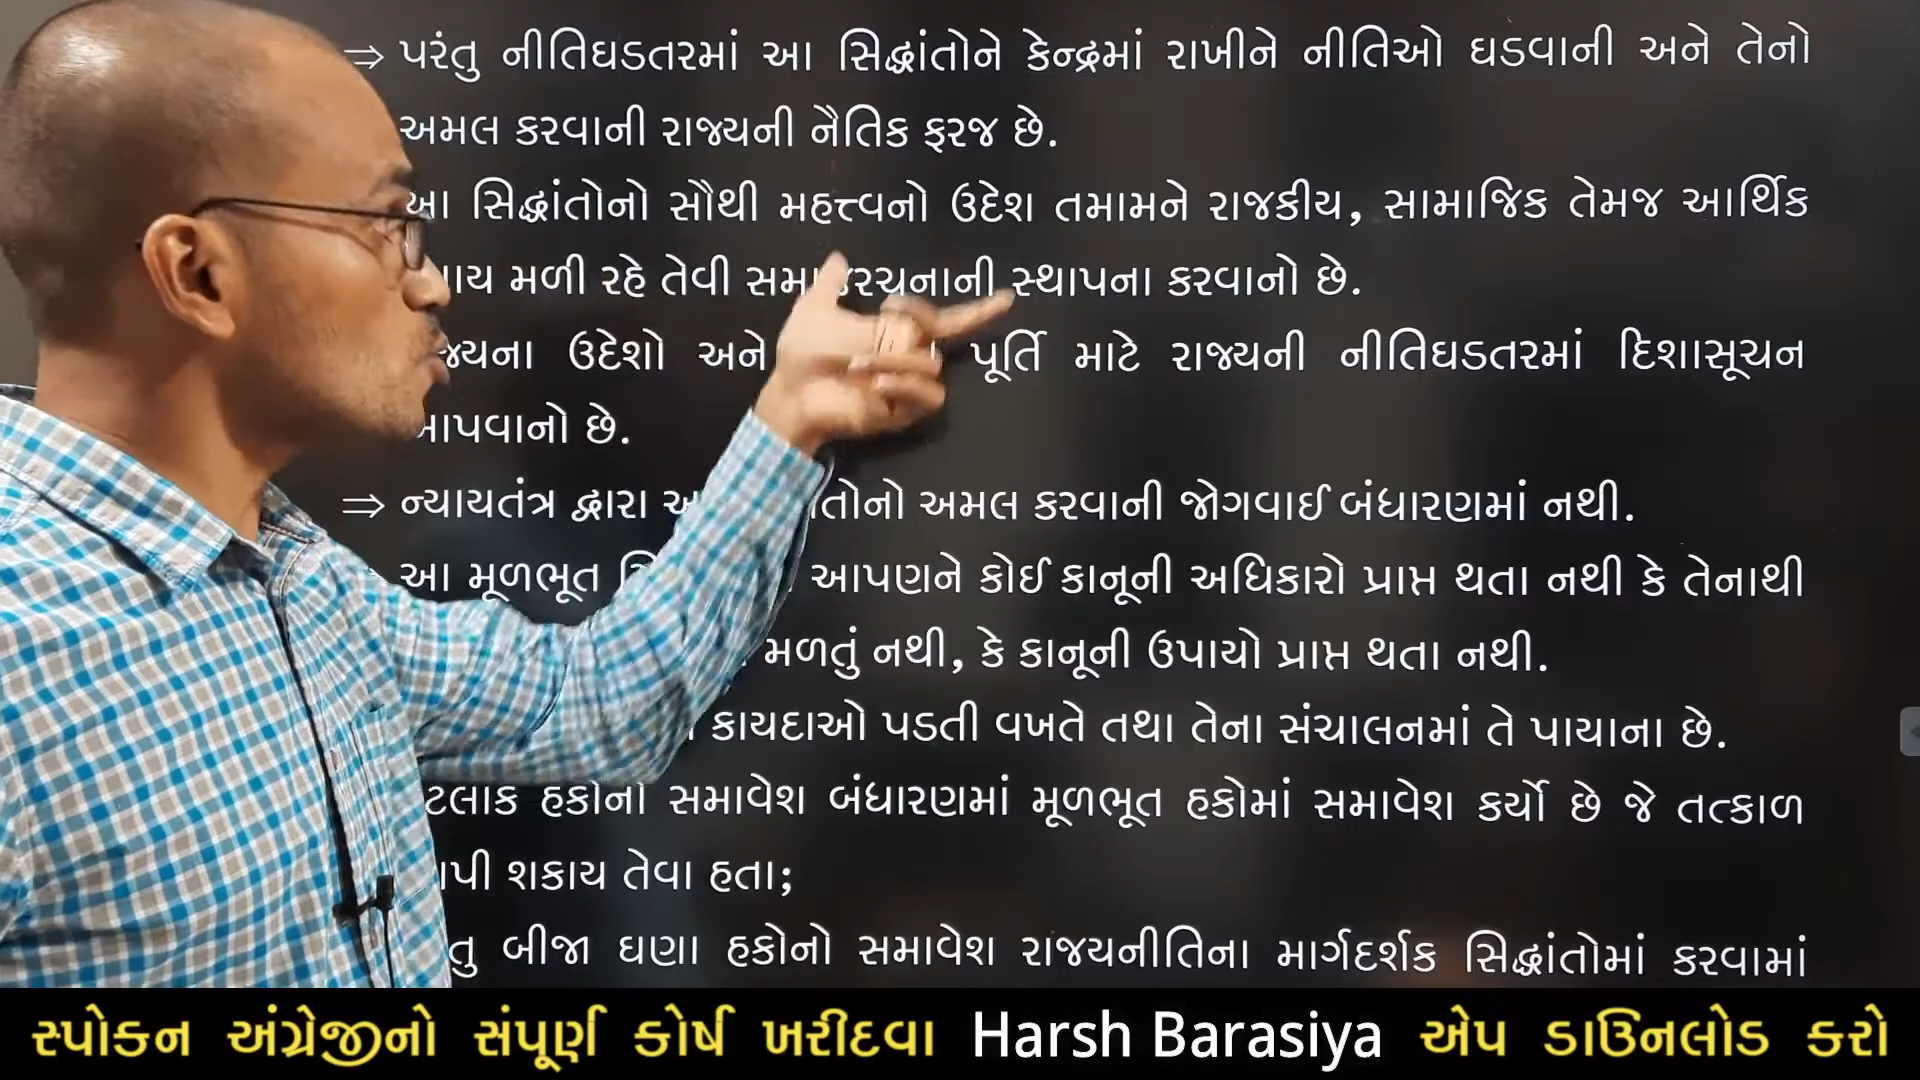 ⇒ પરંતુ નીતિઘડતરમાં આ સિદ્ધાંતોને કેન્દ્રમાં રાખીને નીતિઓ ઘડવાની અને તેનો
અમલ કરવાની રાજ્યની નૈતિક ફરજ છે.
આ સિદ્ધાંતોનો સૌથી મહત્ત્વનો ઉદેશ તમામને રાજકીય, સામાજિક તેમજ આર્થિક
મળી રહે તેવી સ્થાપના કરવાનો છે.
ઉદેશો અને પૂર્તિ માટે રાજ્યની નીતિઘડતરમાં દિશાસૂચન
આપવાનો છે.
⇒ ન્યાયતંત્ર દ્વારા અમલ કરવાની જોગવાઈ બંધારણમાં નથી.
આ મૂળભૂત આપણને કોઈ કાનૂની અધિકારો પ્રાપ્ત થતા નથી કે તેનાથી
મળતું નથી, કે કાનૂની ઉપાયો પ્રાપ્ત થતા નથી.
કાયદાઓ પડતી વખતે તથા તેના સંચાલનમાં તે પાયાના છે.
હકોનો સમાવેશ બંધારણમાં મૂળભૂત હકોમાં સમાવેશ કર્યો છે જે તત્કાળ
શકાય તેવા હતા;
બીજા ઘણા હકોનો સમાવેશ રાજયનીતિના માર્ગદર્શક સિદ્ધાંતોમાં કરવામાં
સ્પોકન અંગ્રેજીનો સંપૂર્ણ કોર્ષ ખરીદવા Harsh Barasiya એપ ડાઉનલોડ કરો